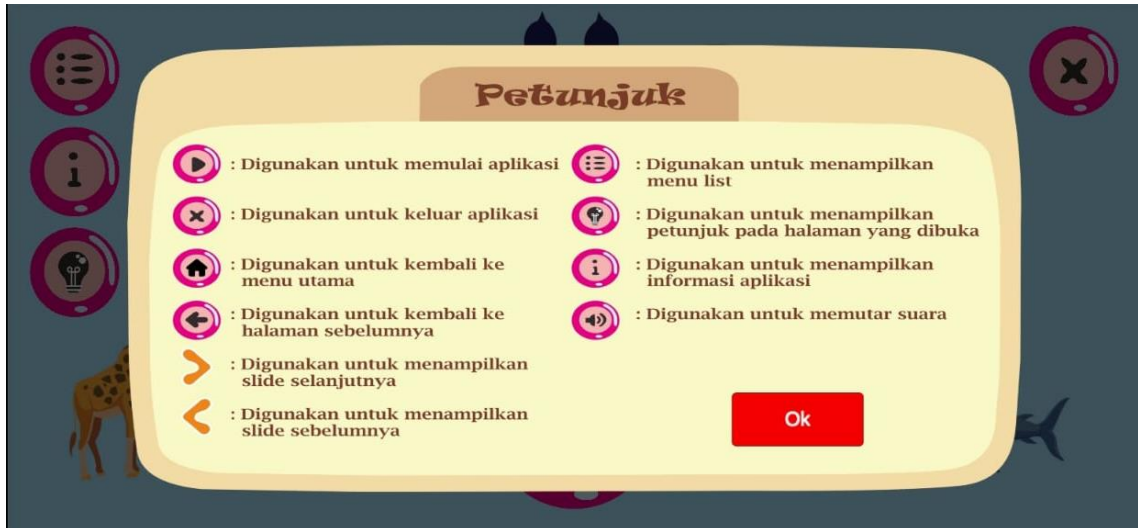 Petunjuk
: Digunakan untuk memulai aplikasi
: Digunakan untuk keluar aplikasi
: Digunakan untuk kembali ke
menu utama
: Digunakan untuk kembali ke
halaman sebelumnya
: Digunakan untuk menampilkan
slide selanjutnya
: Digunakan untuk menampilkan
slide sebelumnya
: Digunakan untuk menampilkan
menu list
: Digunakan untuk menampilkan
petunjuk pada halaman yang dibuka
: Digunakan untuk menampilkan
informasi aplikasi
: Digunakan untuk memutar suara
Ok